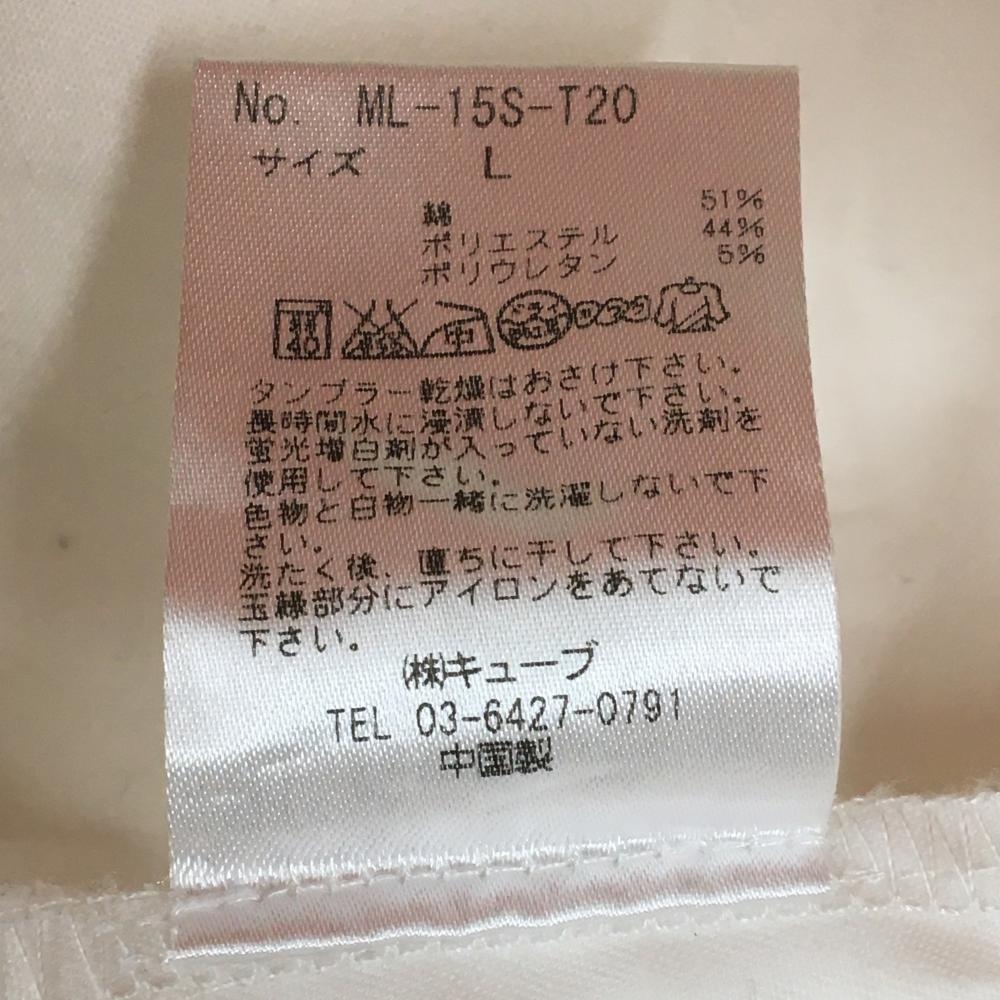 No. ML-15S-T20
サイズ L
綿 51%
ポリエステル 44%
ポリウレタン 5%
40 中
タンブラー乾燥はおさけ下さい。
長時間水に浸漬しないで下さい。
蛍光増白剤が入っていない洗剤を
使用して下さい。
色物と白物一緒に洗濯しないで下
さい。
洗たく後、直ちに干して下さい。
玉縁部分にアイロンをあてないで
下さい。
㈱キューブ
TEL 03-6427-0791
中国製